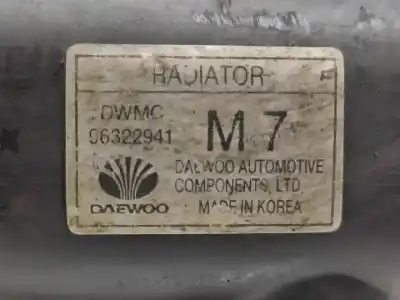 RADIATOR
DWMC
96322941
M 7
DAEWOO AUTOMOTIVE
COMPONENTS, LTD.
DAEWOO
MADE IN KOREA